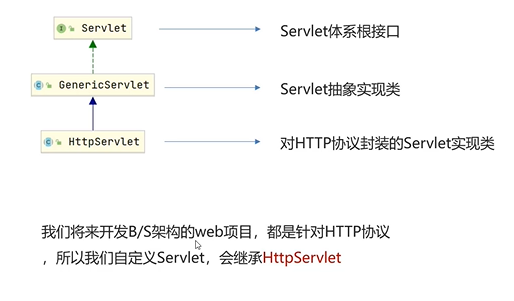 Servlet
Servlet体系根接口
GenericServlet
Servlet抽象实现类
HttpServlet
对HTTP协议封装的Servlet实现类
我们将来开发B/S架构的web项目，都是针对HTTP协议
，所以我们自定义Servlet，会继承HttpServlet